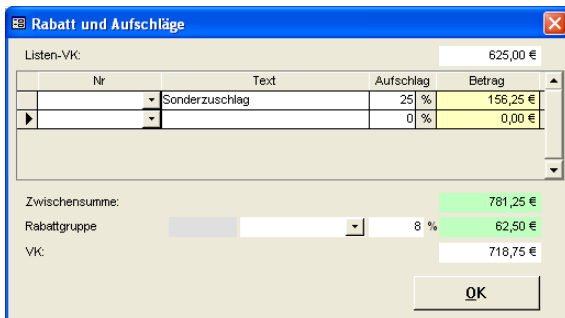 Rabatt und Aufschläge
Listen-VK: 625,00 €
Nr Text Aufschlag Betrag
Sonderzuschlag 25 % 156,25 €
0 % 0,00 €
Zwischensumme: 781,25 €
Rabattgruppe 8 % 62,50 €
VK: 718,75 €
OK